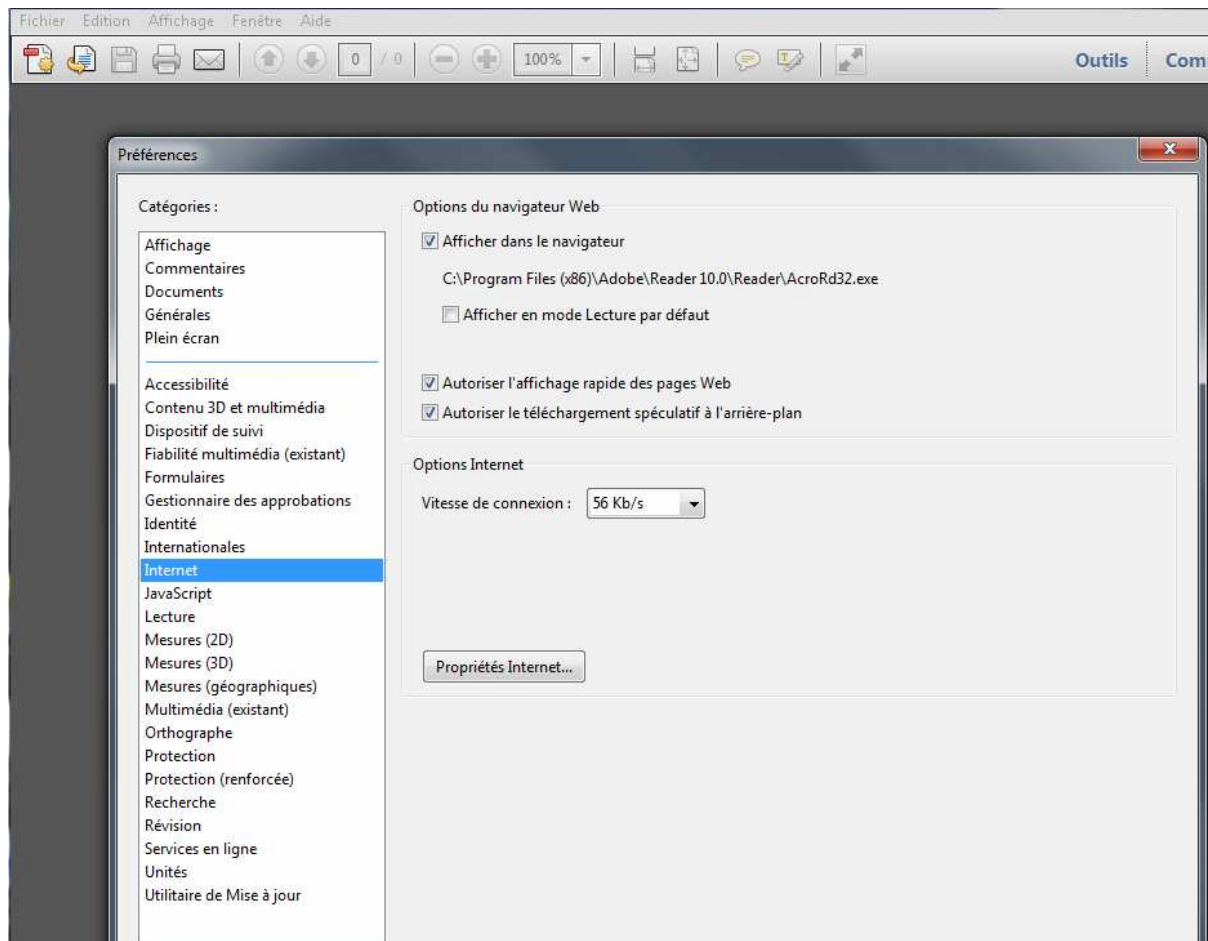 Fichier Edition Affichage Fenêtre Aide
0 / 0 100% Outils Com
Préférences
Catégories :
Affichage
Commentaires
Documents
Générales
Plein écran
Accessibilité
Contenu 3D et multimédia
Dispositif de suivi
Fiabilité multimédia (existant)
Formulaires
Gestionnaire des approbations
Identité
Internationales
Internet
JavaScript
Lecture
Mesures (2D)
Mesures (3D)
Mesures (géographiques)
Multimédia (existant)
Orthographe
Protection
Protection (renforcée)
Recherche
Révision
Services en ligne
Unités
Utilitaire de Mise à jour
Options du navigateur Web
Afficher dans le navigateur
C:\Program Files (x86)\Adobe\Reader 10.0\Reader\AcroRd32.exe
Afficher en mode Lecture par défaut
Autoriser l'affichage rapide des pages Web
Autoriser le téléchargement spéculatif à l'arrière-plan
Options Internet
Vitesse de connexion : 56 Kb/s
Propriétés Internet...